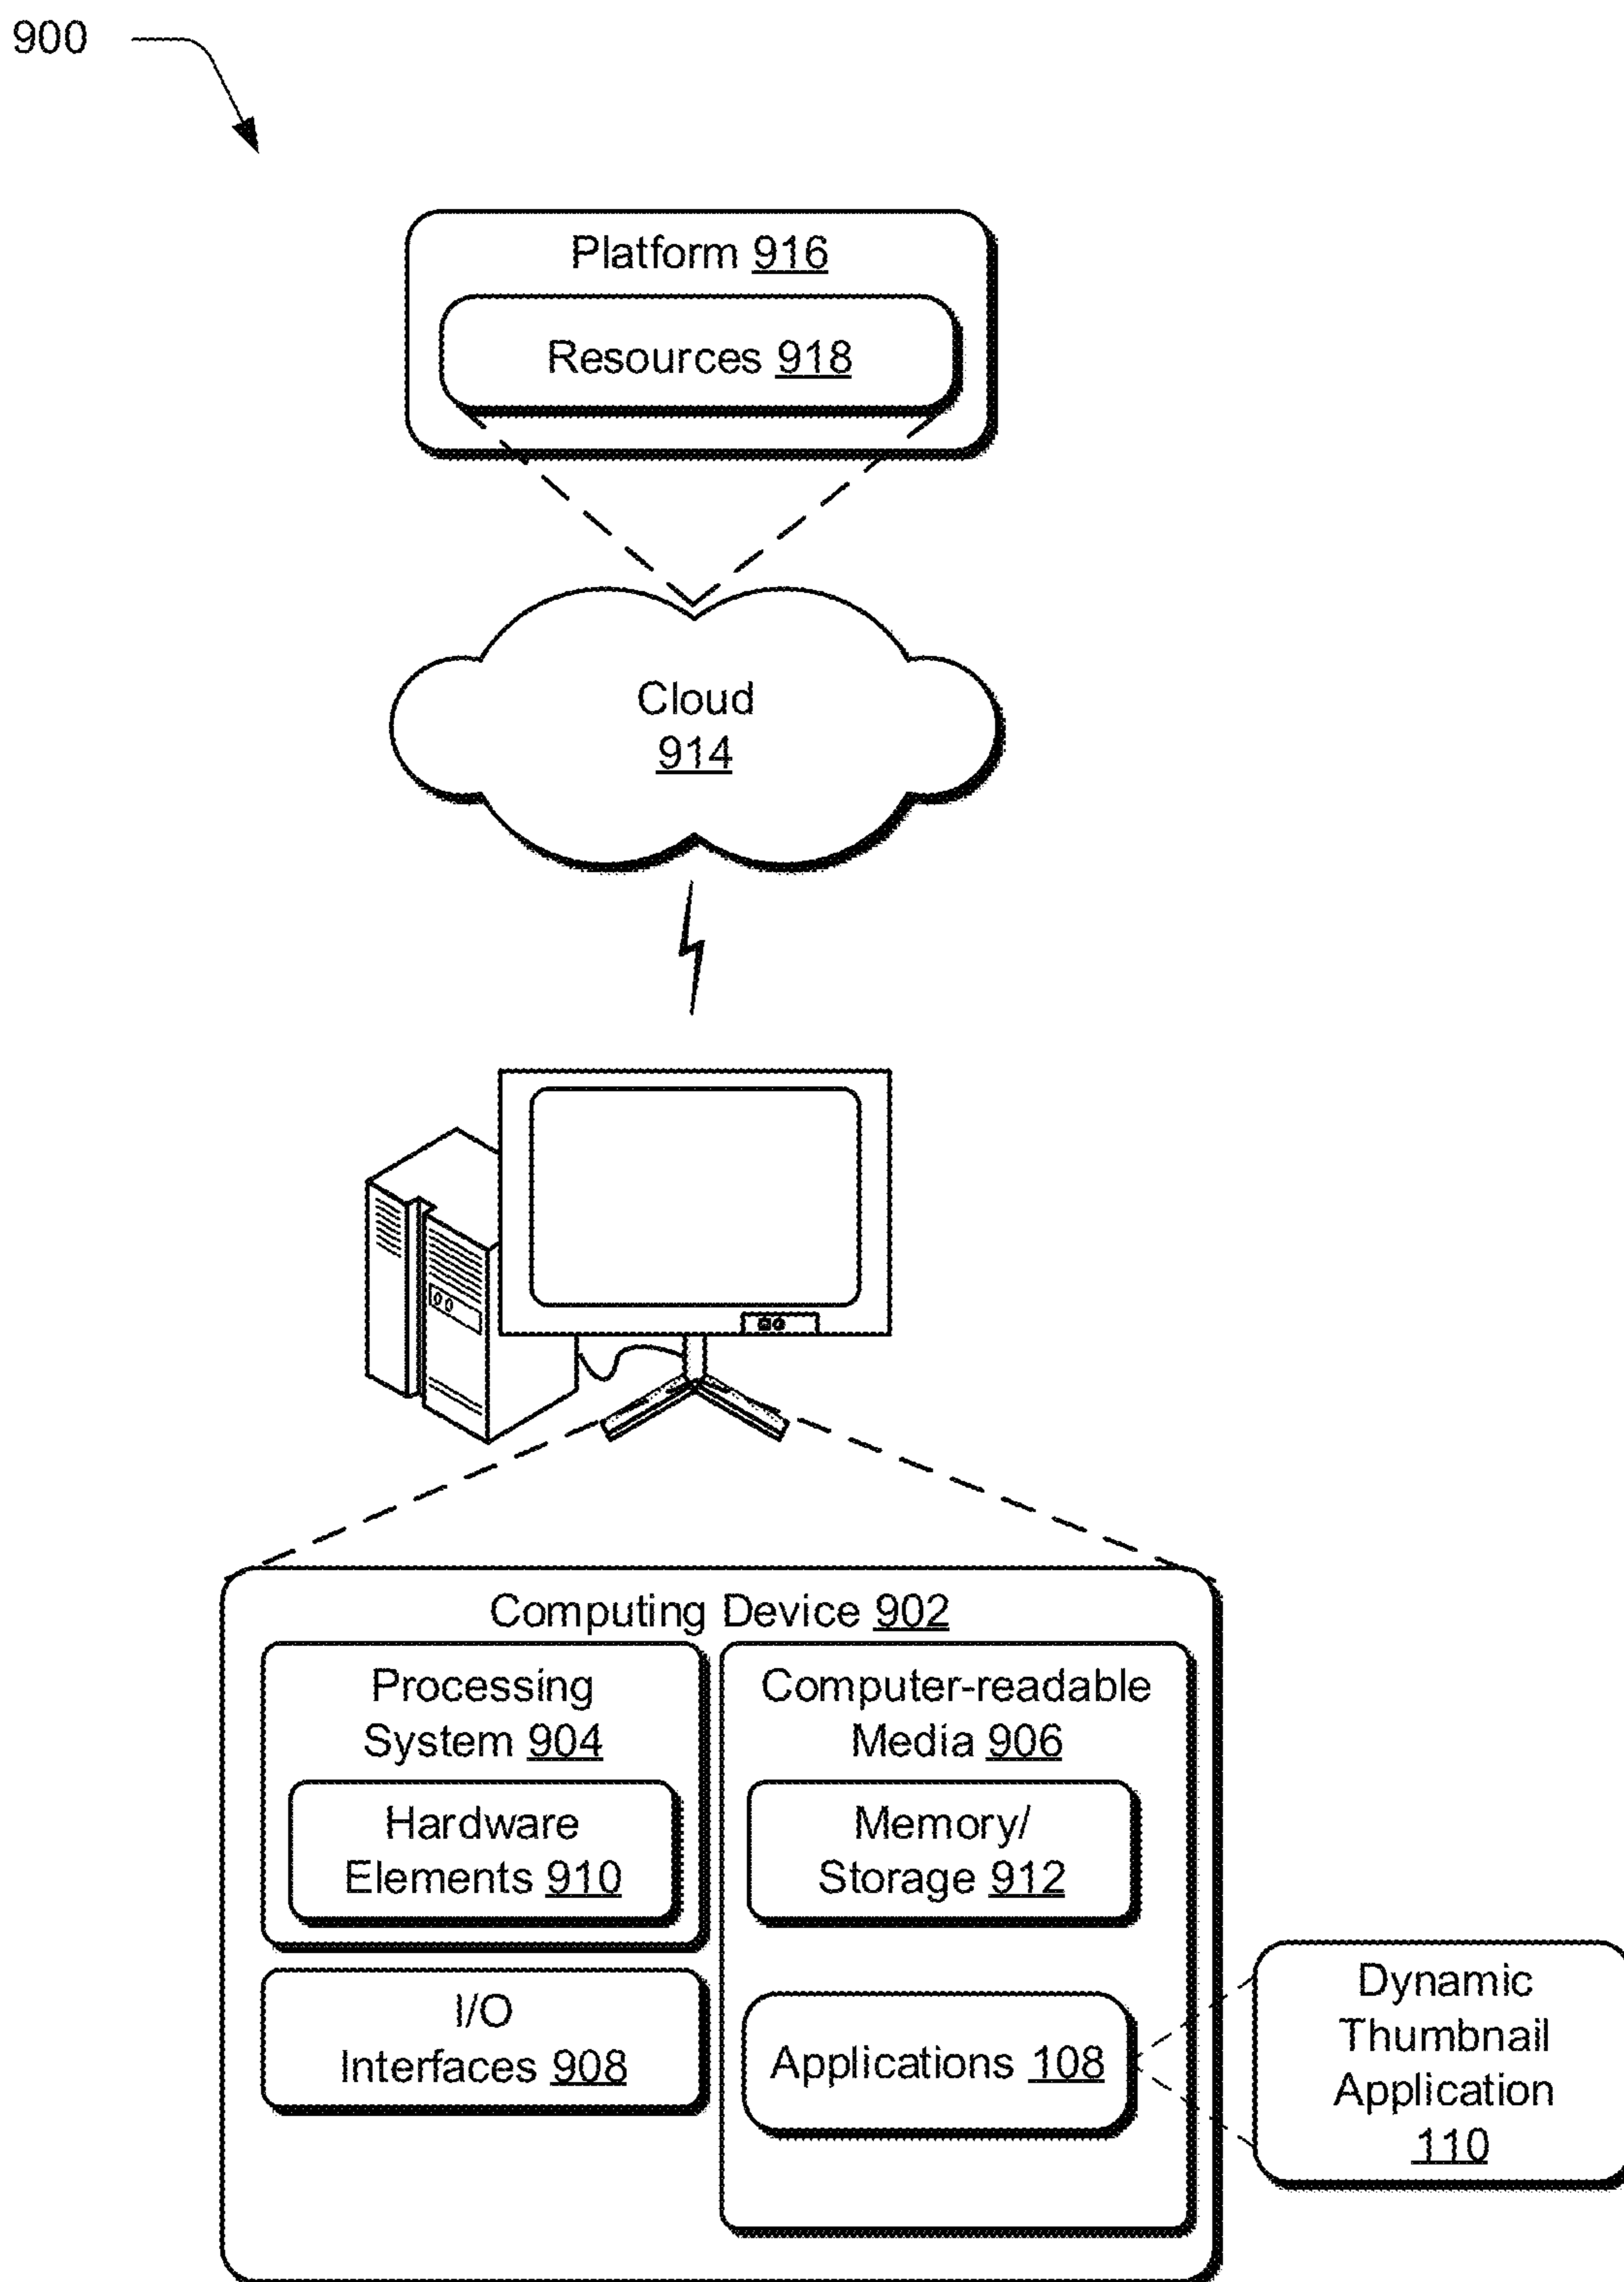 900
Platform 916
Resources 918
Cloud
914
Computing Device 902
Processing
System 904
Hardware
Elements 910
I/O
Interfaces 908
Computer-readable
Media 906
Memory/
Storage 912
Applications 108
Dynamic
Thumbnail
Application
110